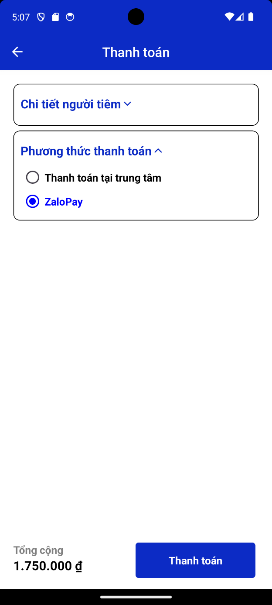 5:07
Thanh toán
Chi tiết người tiêm
Phương thức thanh toán
Thanh toán tại trung tâm
ZaloPay
Tổng cộng
1.750.000 ₫
Thanh toán